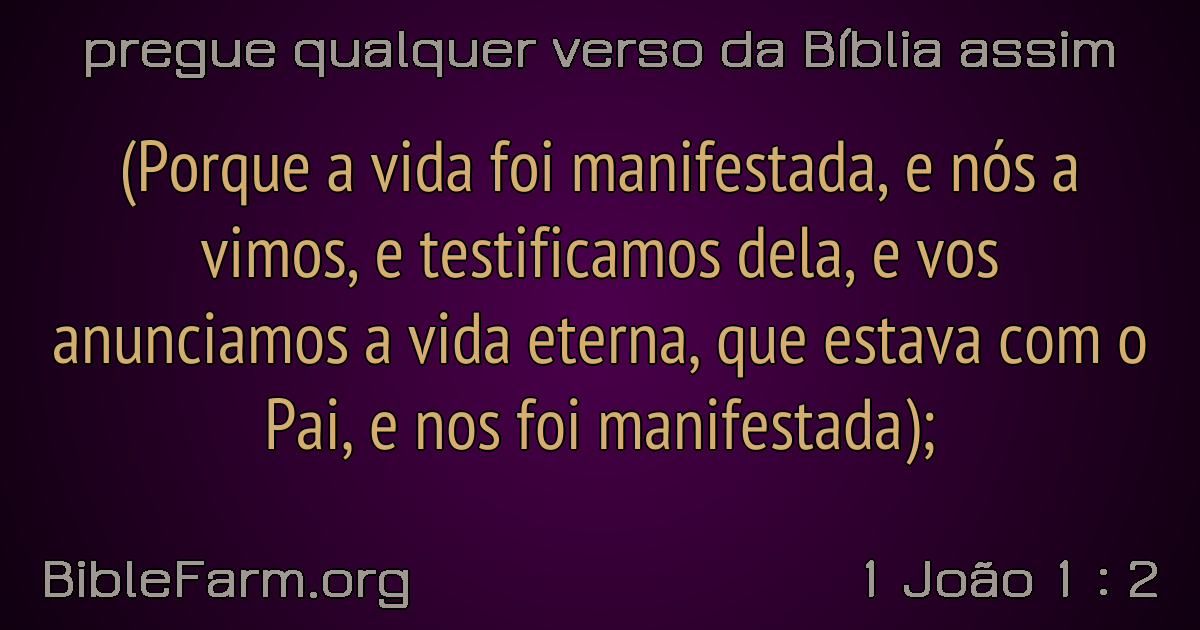 pregue qualquer verso da Bíblia assim
(Porque a vida foi manifestada, e nós a
vimos, e testificamos dela, e vos
anunciamos a vida eterna, que estava com o
Pai, e nos foi manifestada);
BibleFarm.org
1 João 1 : 2